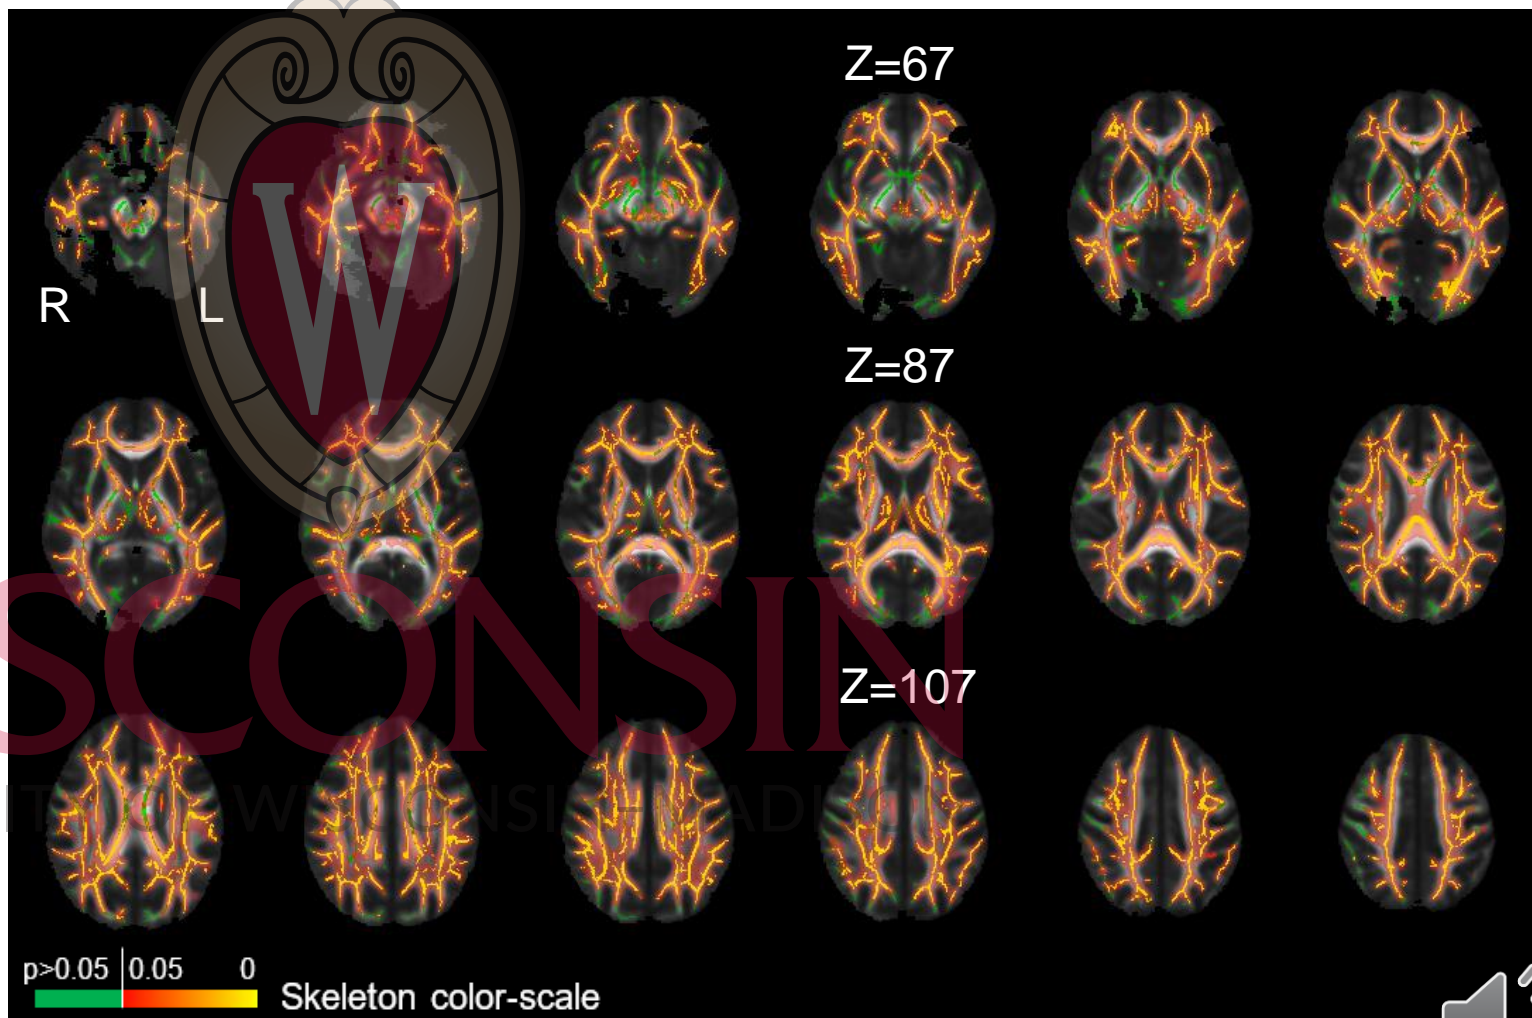 Z=67
W
R L
Z=87
SCONSIN
Z=107
p>0.05 0.05 0
Skeleton color-scale